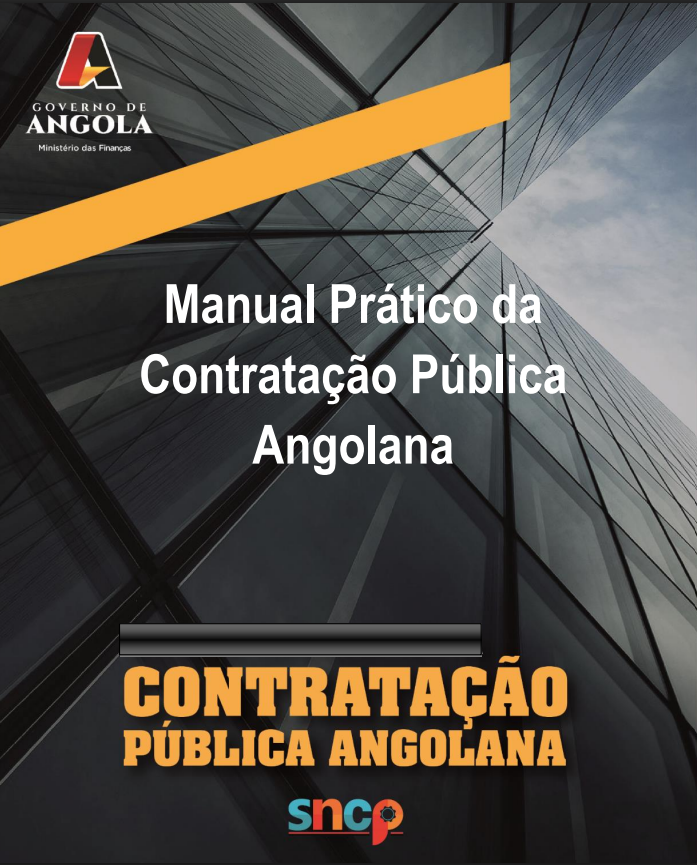 GOVERNO DE
ANGOLA
Ministério das Finanças
Manual Prático da
Contratação Pública
Angolana
CONTRATAÇÃO
PÚBLICA ANGOLANA
sncp